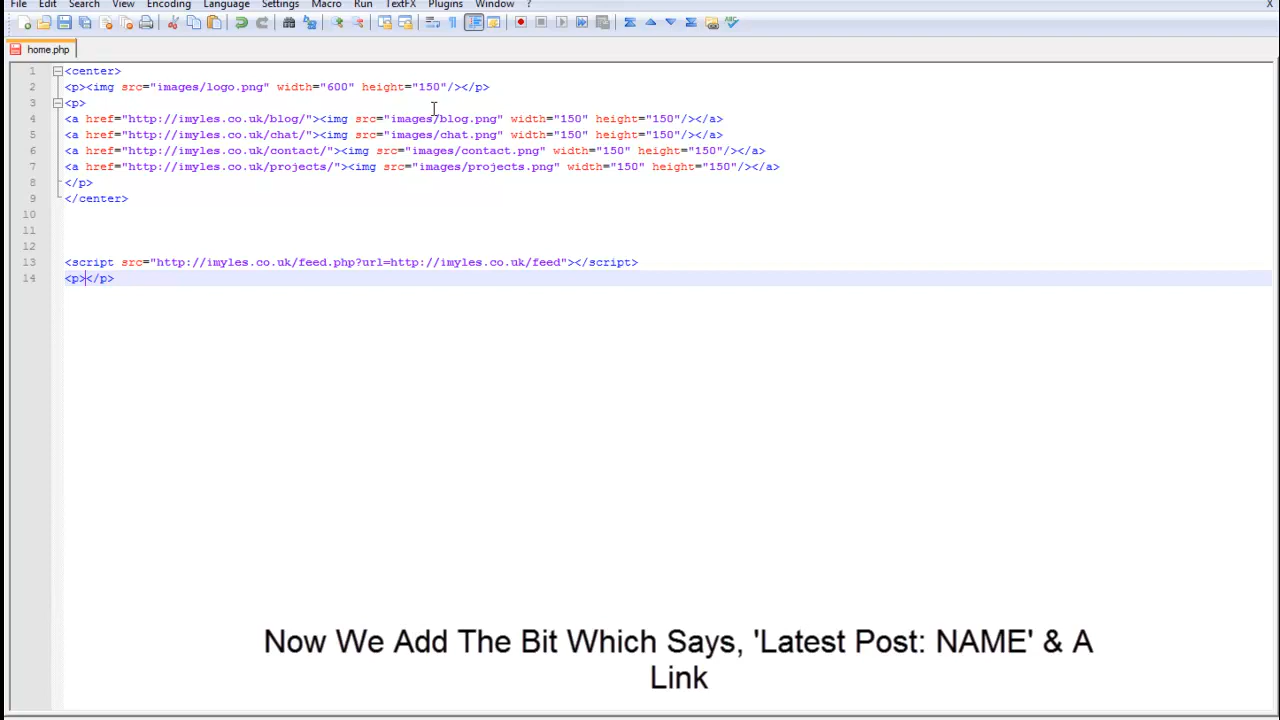 File Edit Search View Encoding Language Settings Macro Run TextFX Plugins Window ? X
home.php
1 <center>
2 <p><img src="images/logo.png" width="600" height="150"/></p>
3 <p>
4 <a href="http://imyles.co.uk/blog/"><img src="images/blog.png" width="150" height="150"/></a>
5 <a href="http://imyles.co.uk/chat/"><img src="images/chat.png" width="150" height="150"/></a>
6 <a href="http://imyles.co.uk/contact/"><img src="images/contact.png" width="150" height="150"/></a>
7 <a href="http://imyles.co.uk/projects/"><img src="images/projects.png" width="150" height="150"/></a>
8 </p>
9 </center>
10
11
12
13 <script src="http://imyles.co.uk/feed.php?url=http://imyles.co.uk/feed"></script>
14 <p></p>
Now We Add The Bit Which Says, 'Latest Post: NAME' & A
Link